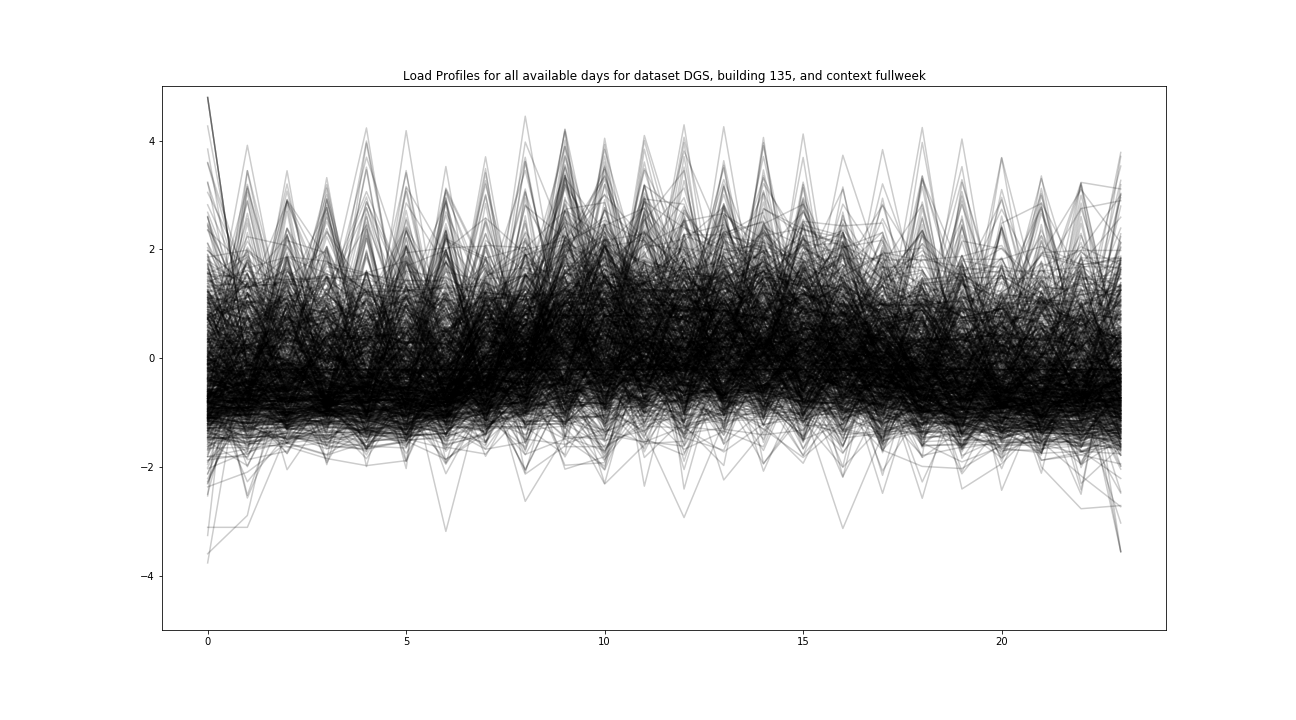 Load Profiles for all available days for dataset DGS, building 135, and context fullweek
4
2
0
−2
−4
0 5 10 15 20